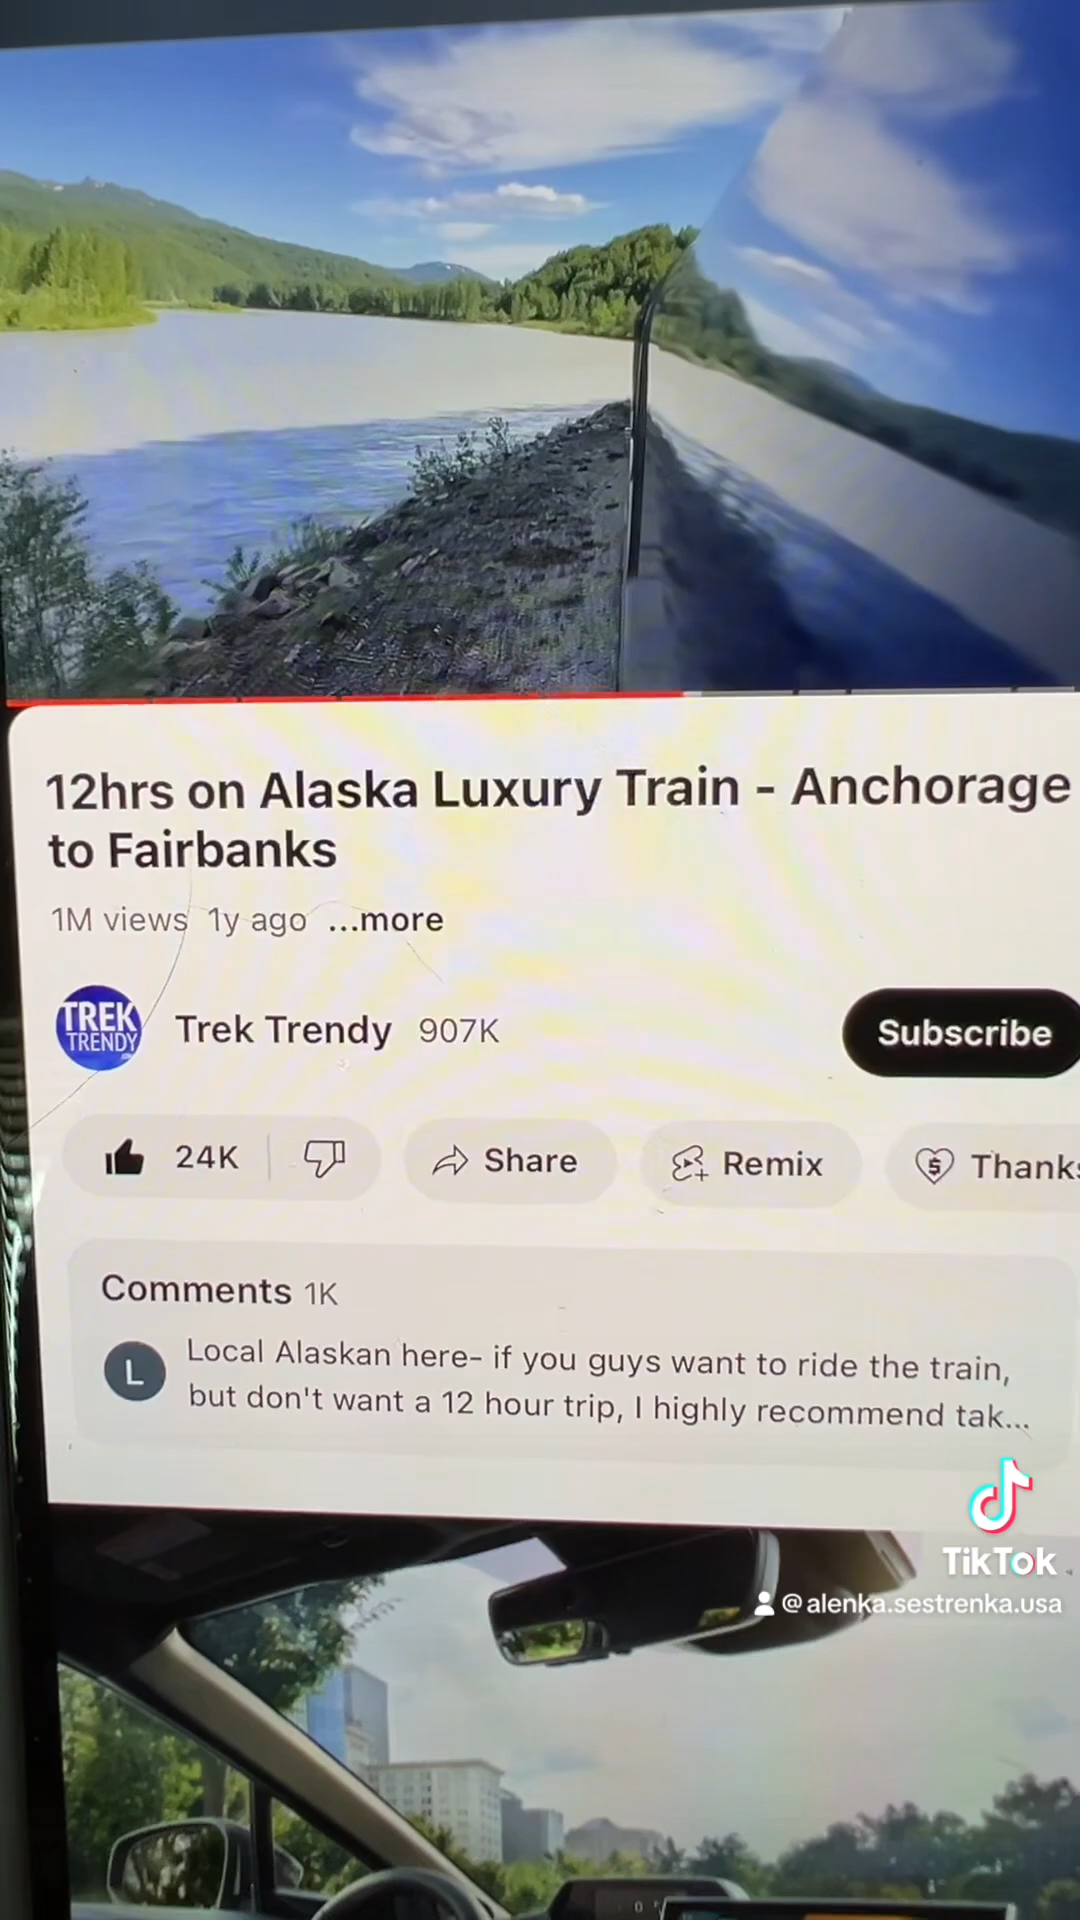 12hrs on Alaska Luxury Train - Anchorage
to Fairbanks
1M views 1y ago ...more
TREK
TRENDY
Trek Trendy 907K
Subscribe
24K
Share
Remix
Thanks
Comments 1K
L
Local Alaskan here- if you guys want to ride the train,
but don't want a 12 hour trip, I highly recommend tak...
TikTok
@alenka.sestrenka.usa
0